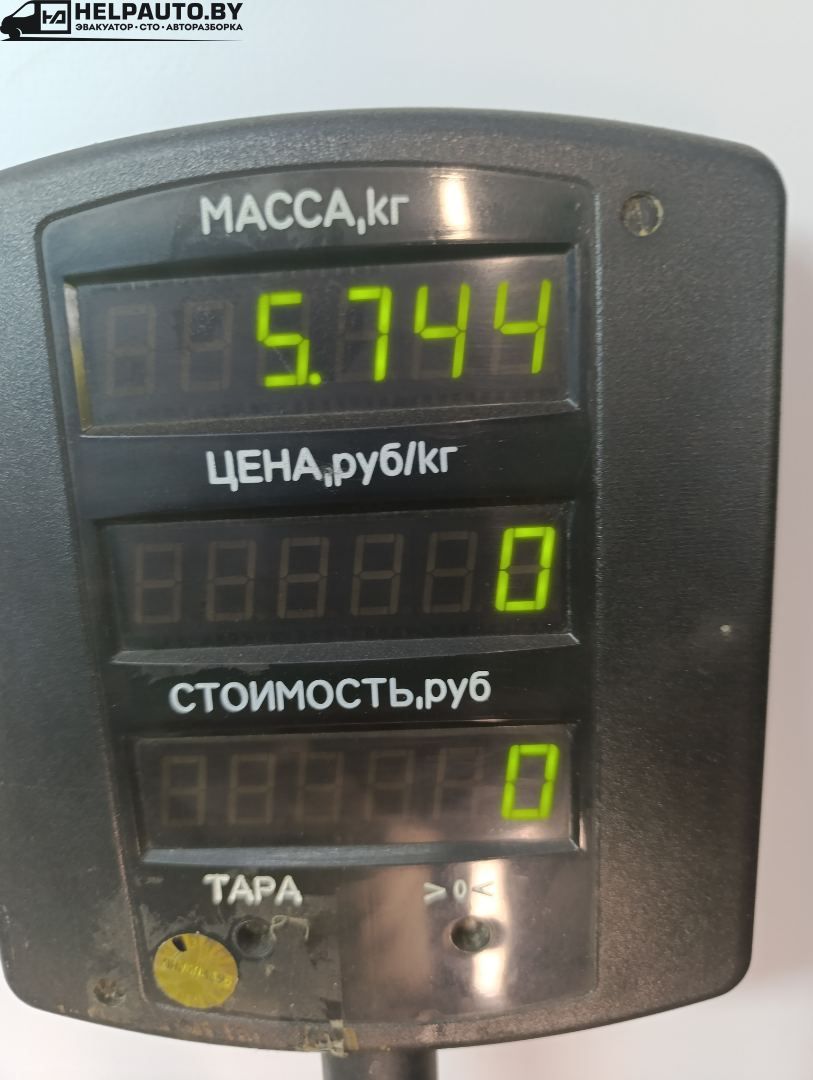 HELPAUTO.BY
ЭВАКУАТОР • СТО • АВТОРАЗБОРКА
МАССА,кг
5.744
ЦЕНА,руб/кг
0
СТОИМОСТЬ,руб
0
ТАРА >0<